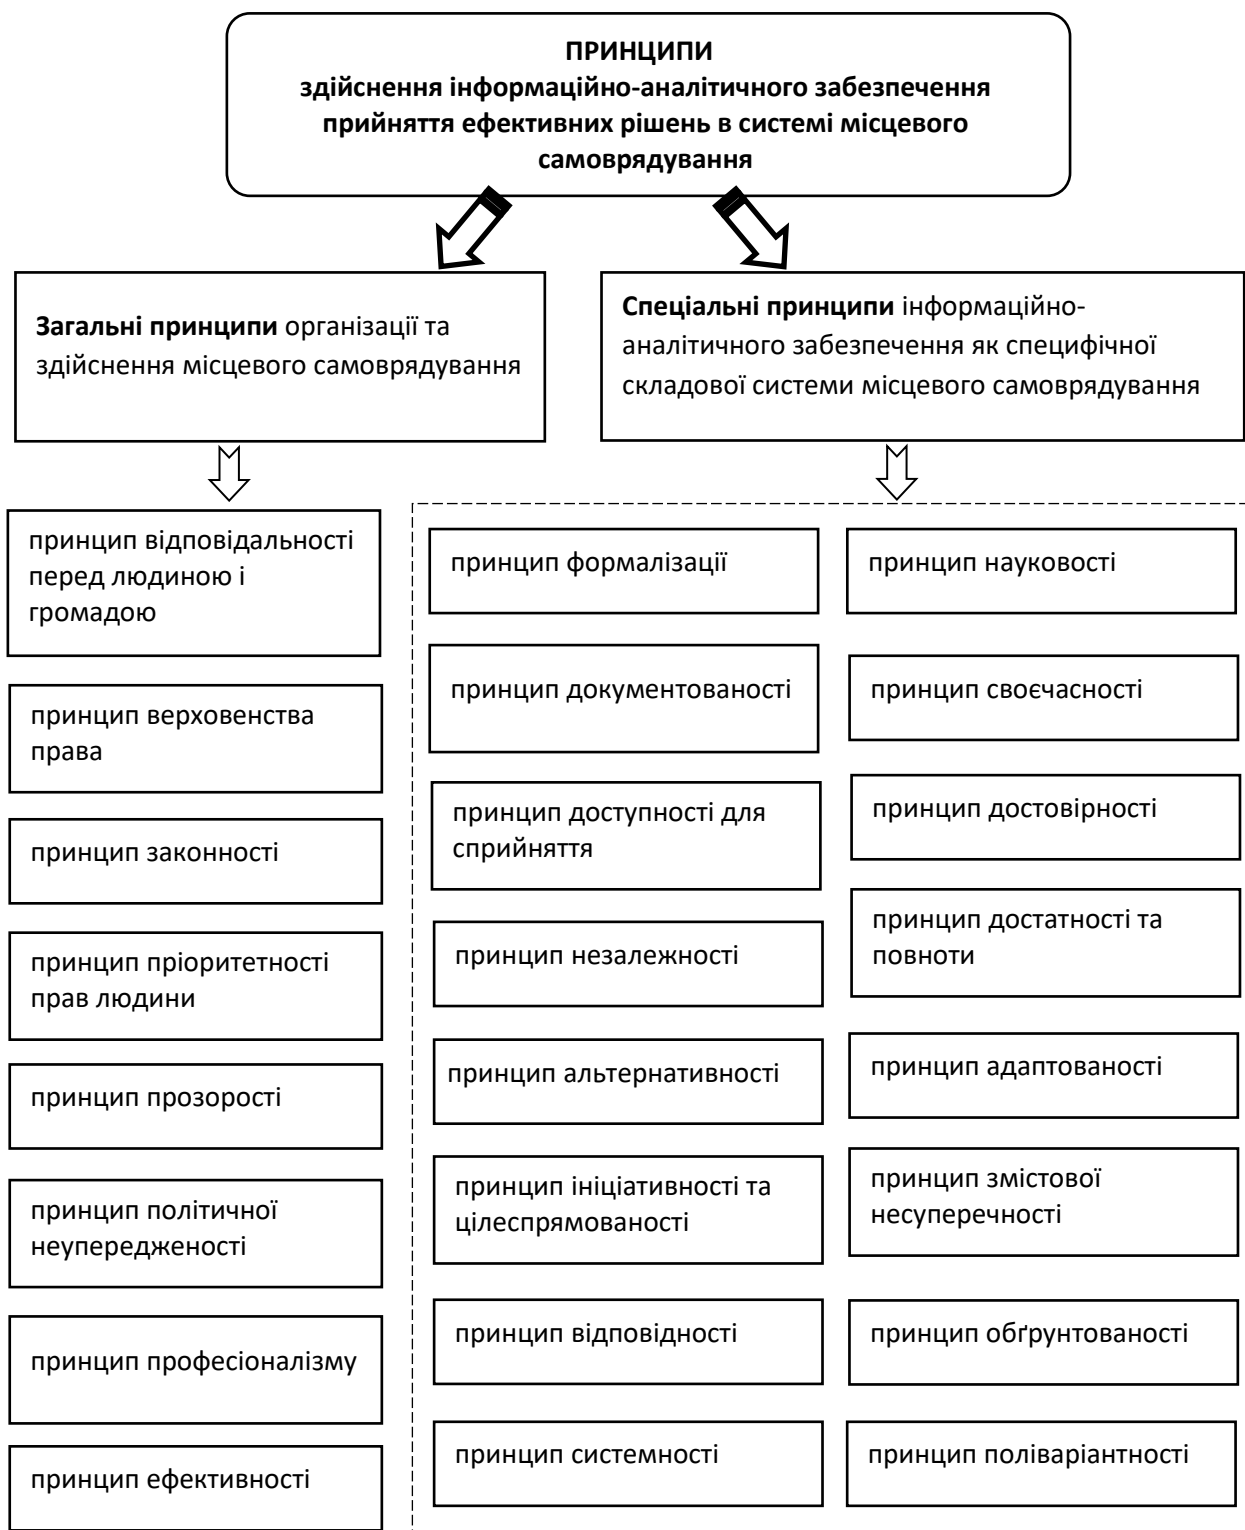 ПРИНЦИПИ
здійснення інформаційно-аналітичного забезпечення
прийняття ефективних рішень в системі місцевого
самоврядування
Загальні принципи організації та
здійснення місцевого самоврядування
Спеціальні принципи інформаційно-
аналітичного забезпечення як специфічної
складової системи місцевого самоврядування
принцип відповідальності
перед людиною і
громадою
принцип верховенства
права
принцип законності
принцип пріоритетності
прав людини
принцип прозорості
принцип політичної
неупередженості
принцип професіоналізму
принцип ефективності
принцип формалізації
принцип документованості
принцип доступності для
сприйняття
принцип незалежності
принцип альтернативності
принцип ініціативності та
цілеспрямованості
принцип відповідності
принцип системності
принцип науковості
принцип своєчасності
принцип достовірності
принцип достатності та
повноти
принцип адаптованості
принцип змістової
несуперечності
принцип обґрунтованості
принцип поліваріантності